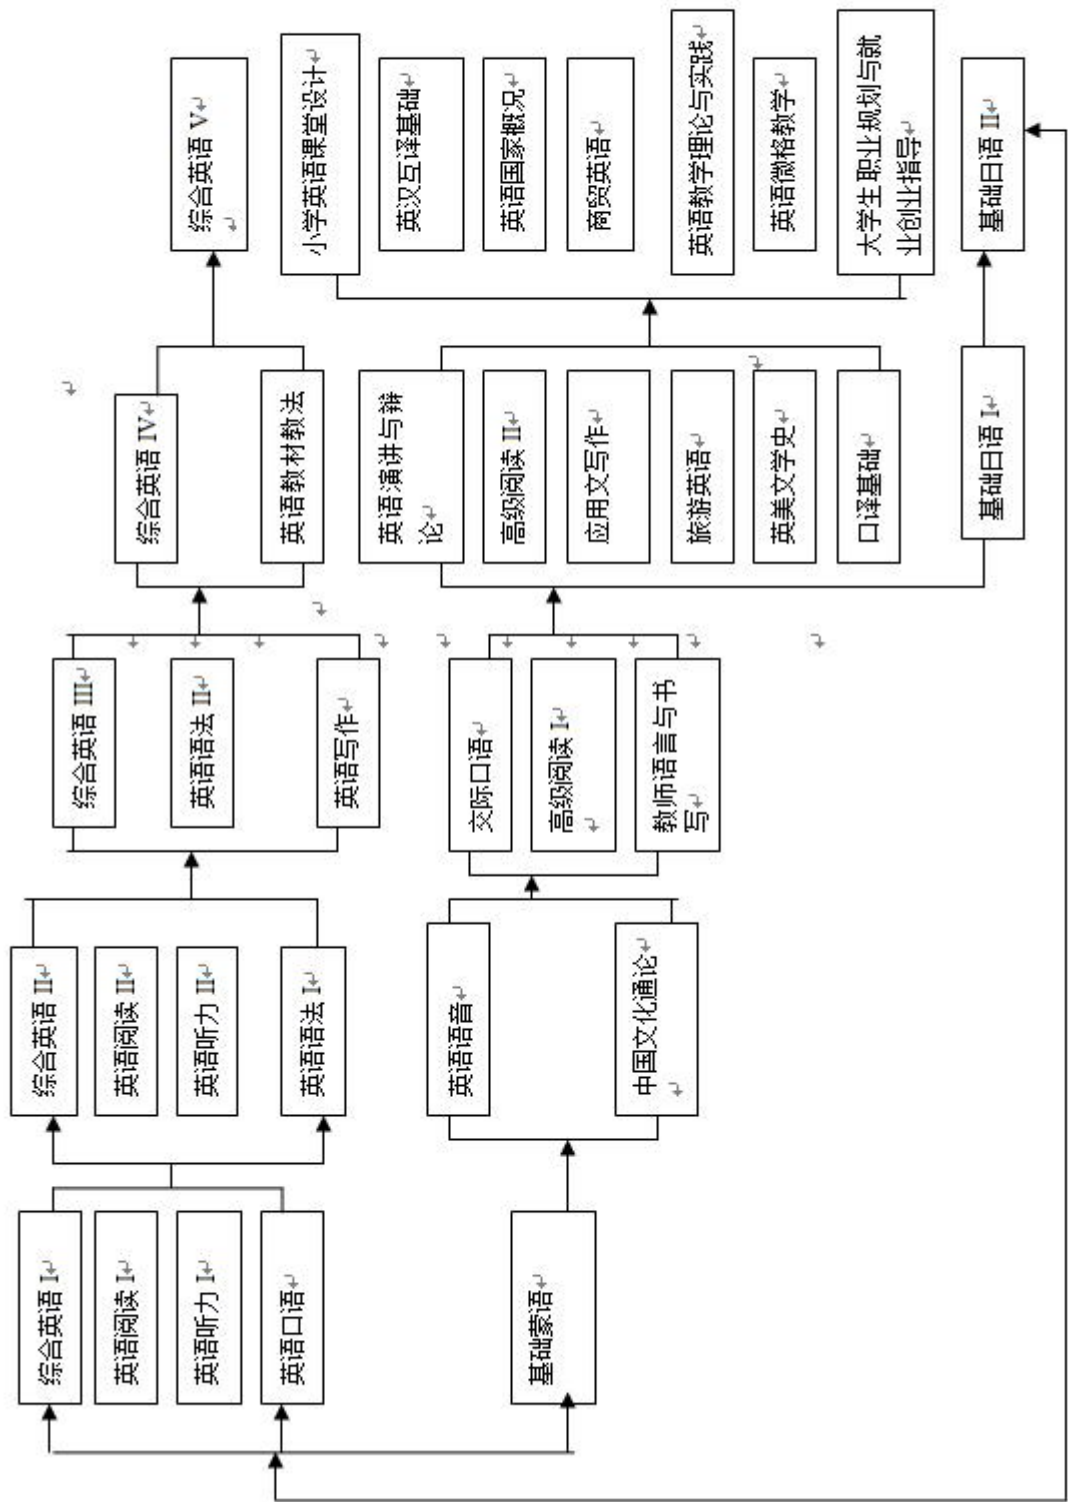 综合英语 I
英语阅读 I
英语听力 I
英语口语
基础蒙语
综合英语 II
英语阅读 II
英语听力 II
英语语法 I
英语语音
中国文化通论
综合英语 III
英语语法 II
英语写作
交际口语
高级阅读 I
教师语言与书
写
综合英语 IV
英语教材教法
英语演讲与辩
论
高级阅读 II
应用文写作
旅游英语
英美文学史
口译基础
基础日语 I
综合英语 V
小学英语课堂设计
英汉互译基础
英语国家概况
商贸英语
英语教学理论与实践
英语微格教学
大学生职业规划与就
业创业指导
基础日语 II